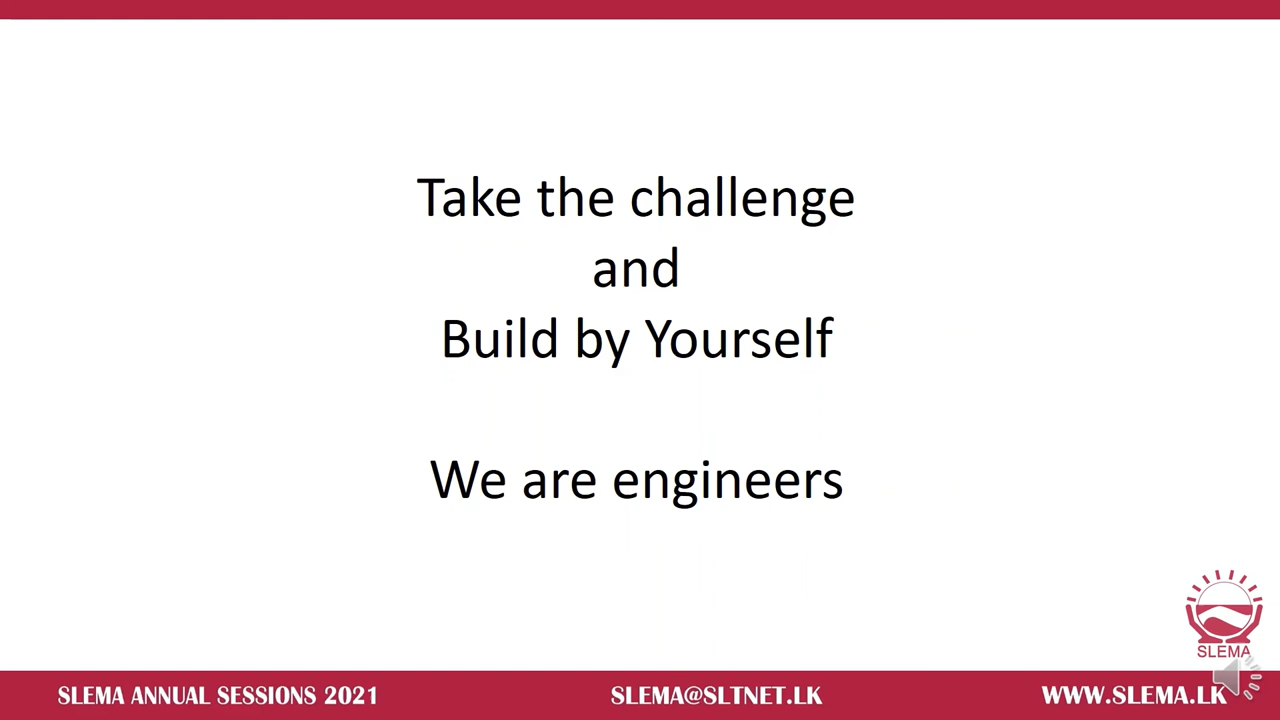 Take the challenge
and
Build by Yourself
We are engineers
SLEMA
SLEMA ANNUAL SESSIONS 2021
SLEMA@SLTNET.LK
WWW.SLEMA.LK